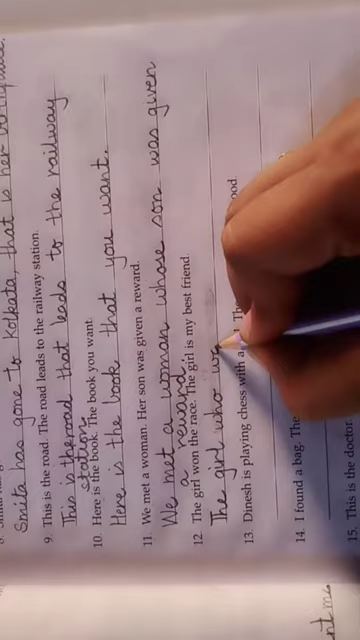 Smita has gone to Kolkata, that is her
9. This is the road. The road leads to the railway station.
This is the road that leads to the railway
station.
10. Here is the book. The book you want.
Here is the book that you want.
11. We met a woman. Her son was given a reward.
We met a woman whose son was given
a reward.
12. The girl won the race. The girl is my best friend.
The girl who w
13. Dinesh is playing chess with a
ood.
14. I found a bag. The
15. This is the doctor.